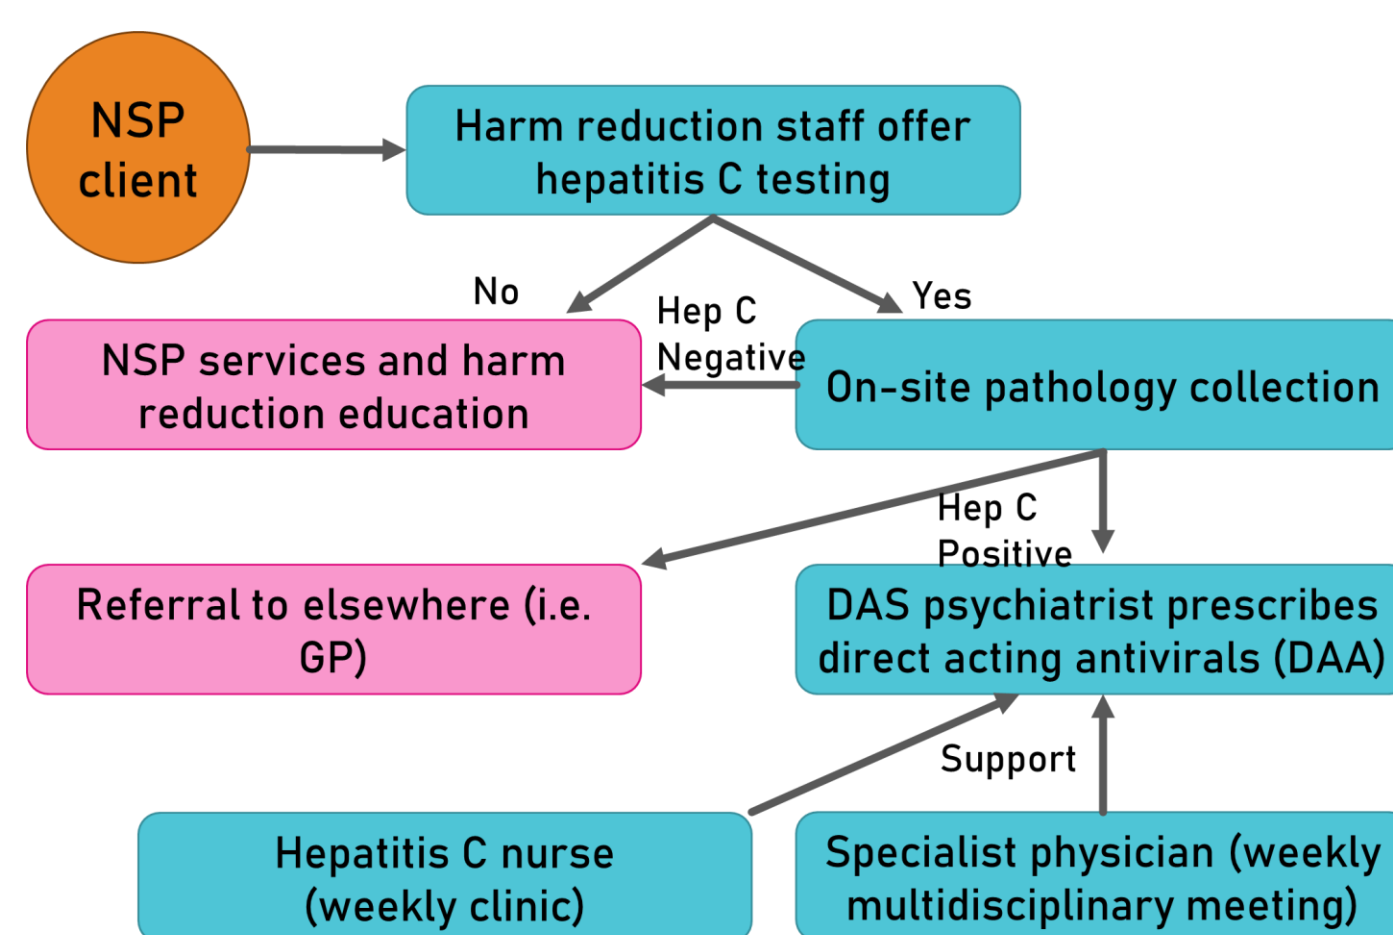 NSP
client
Harm reduction staff offer
hepatitis C testing
No
Yes
Hep C
Negative
NSP services and harm
reduction education
On-site pathology collection
Hep C
Positive
Referral to elsewhere (i.e.
GP)
DAS psychiatrist prescribes
direct acting antivirals (DAA)
Support
Hepatitis C nurse
(weekly clinic)
Specialist physician (weekly
multidisciplinary meeting)